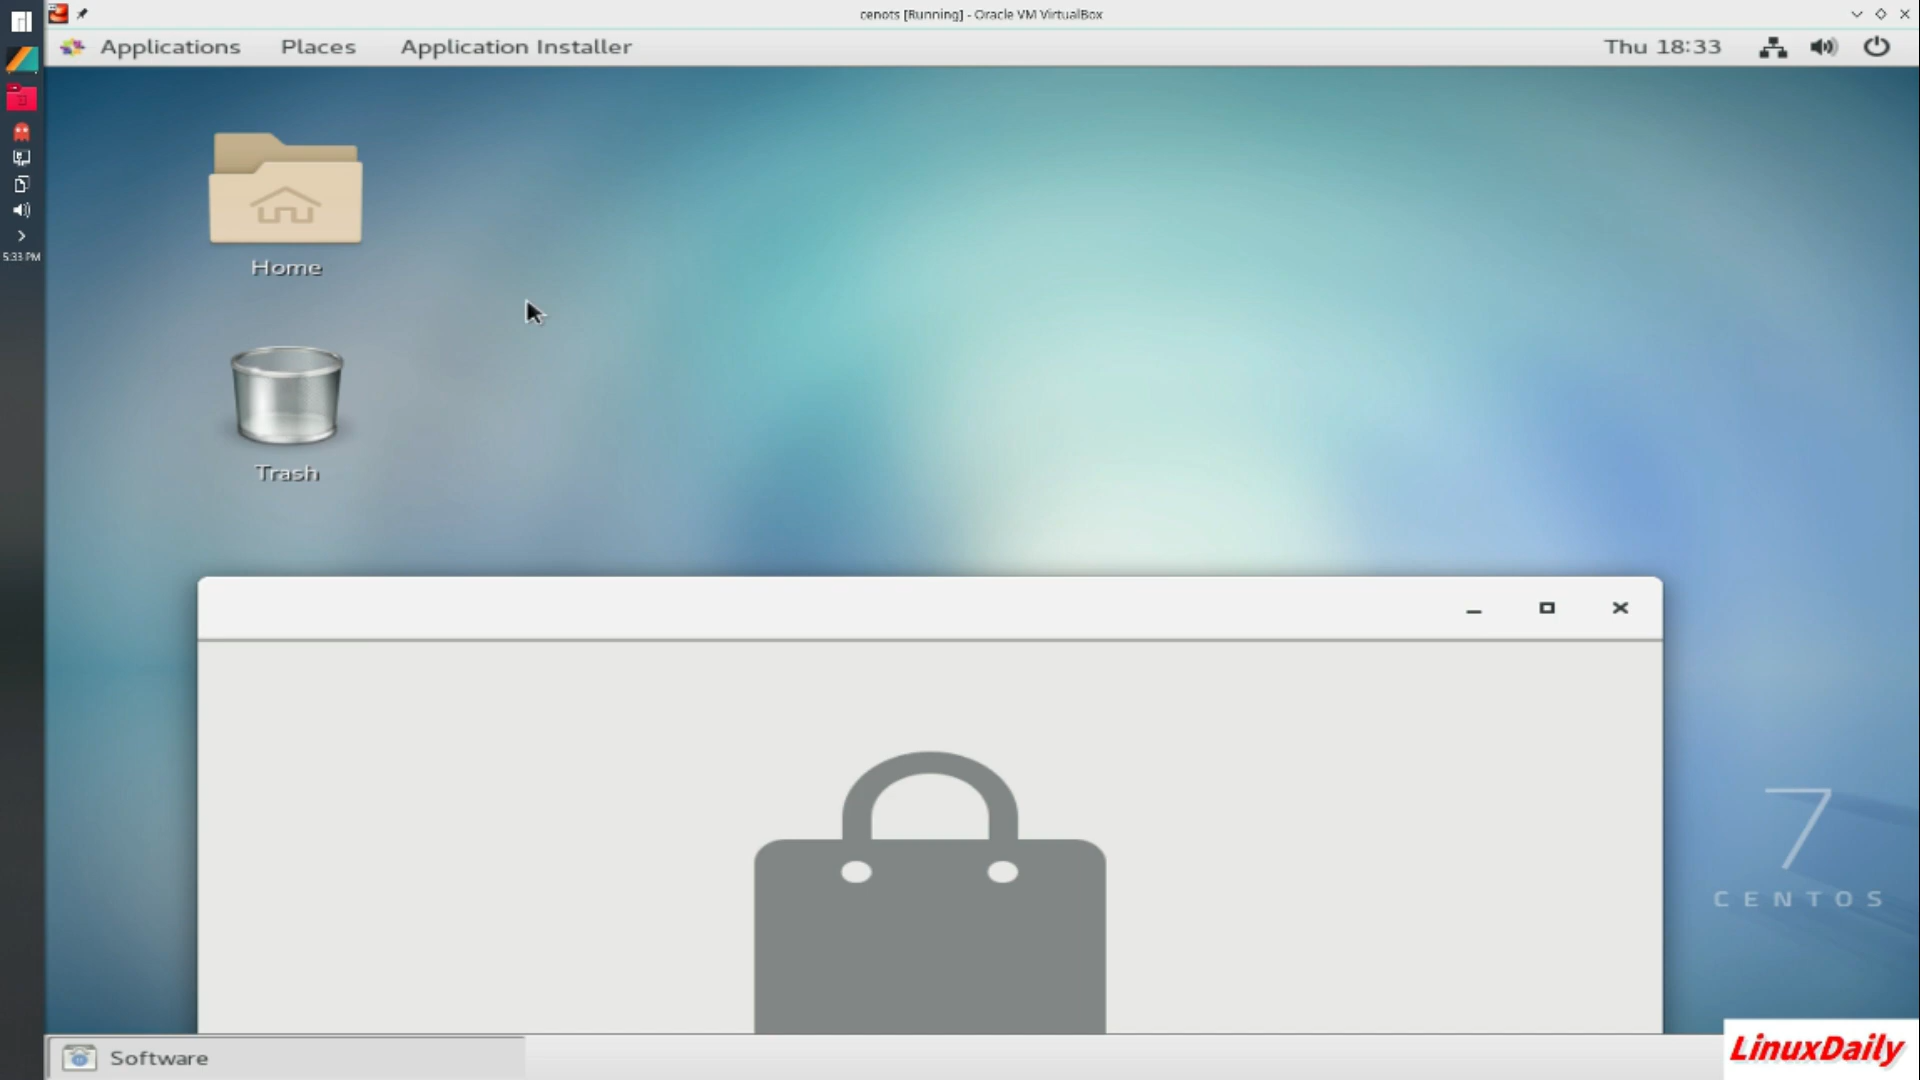 cenots [Running] - Oracle VM VirtualBox
Applications Places Application Installer Thu 18:33
5:33 PM
Home
Trash
7
CENTOS
Software
LinuxDaily